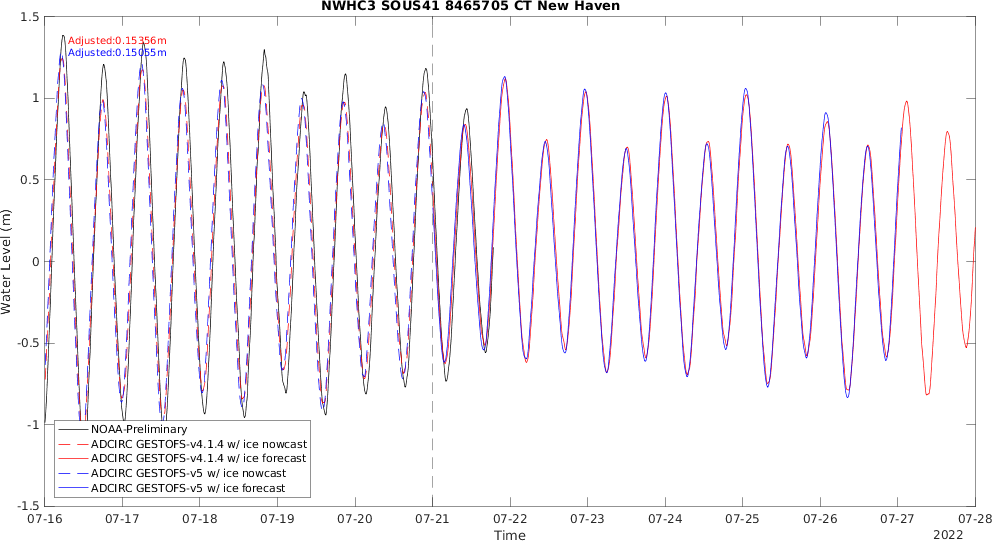 NWHC3 SOUS41 8465705 CT New Haven
Adjusted:0.15356m
Adjusted:0.15055m
Water Level (m)
1.5
1
0.5
0
-0.5
-1
-1.5
NOAA-Preliminary
ADCIRC GESTOFS-v4.1.4 w/ ice nowcast
ADCIRC GESTOFS-v4.1.4 w/ ice forecast
ADCIRC GESTOFS-v5 w/ ice nowcast
ADCIRC GESTOFS-v5 w/ ice forecast
07-16 07-17 07-18 07-19 07-20 07-21 07-22 07-23 07-24 07-25 07-26 07-27 07-28
Time
2022